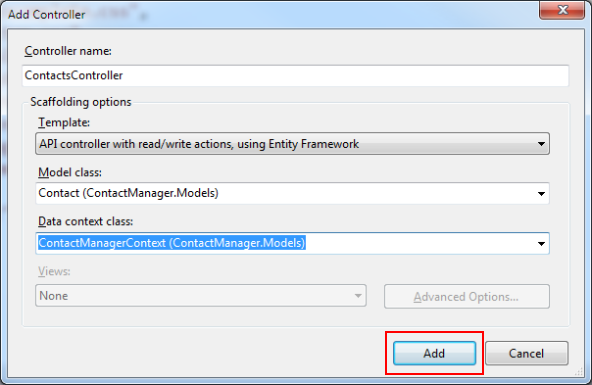 Add Controller
Controller name:
ContactsController
Scaffolding options
Template:
API controller with read/write actions, using Entity Framework
Model class:
Contact (ContactManager.Models)
Data context class:
ContactManagerContext (ContactManager.Models)
Views:
None
Advanced Options...
Add
Cancel